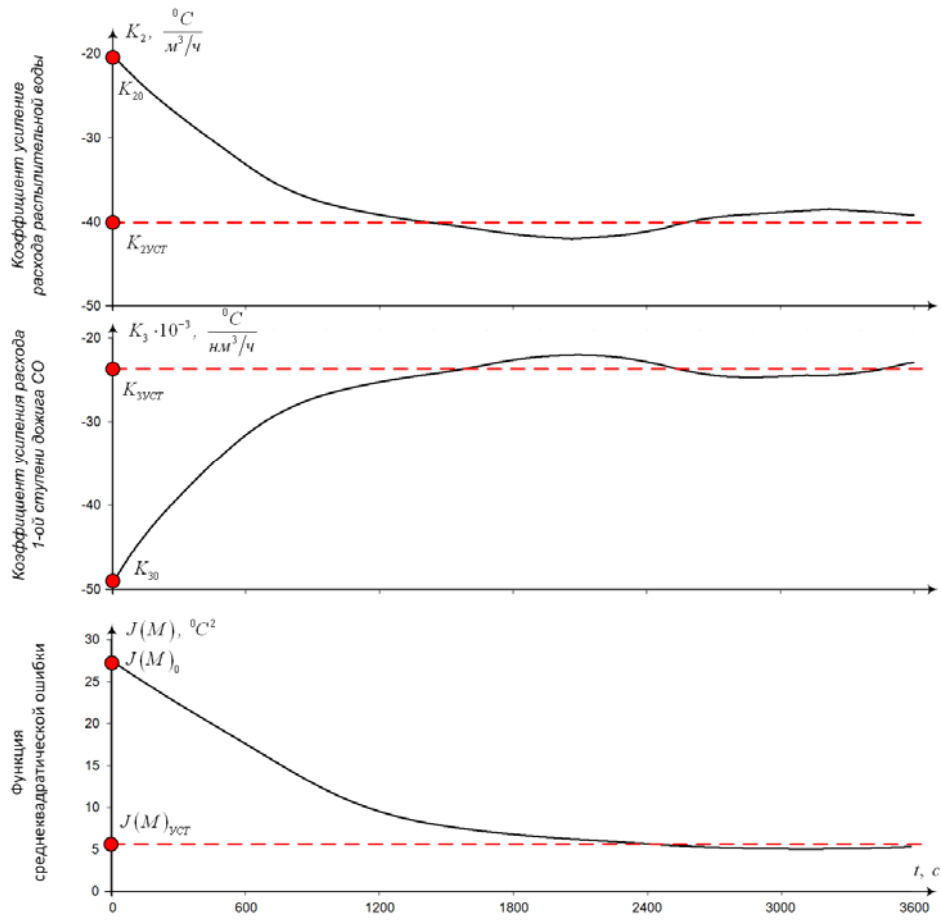 Коэффициент усиление
расхода распылительной воды
K₂, ⁰C / м³/ч
-20
K₂₀
-30
-40
K₂УСТ
-50
Коэффициент усиления расхода
1-ой ступени дожига СО
K₃·10⁻³, ⁰C / нм³/ч
-20
K₃УСТ
-30
-40
K₃₀
-50
Функция
среднеквадратической ошибки
J(M), ⁰C²
30
J(M)₀
25
20
15
10
J(M)УСТ
5
t, c
0
0 600 1200 1800 2400 3000 3600